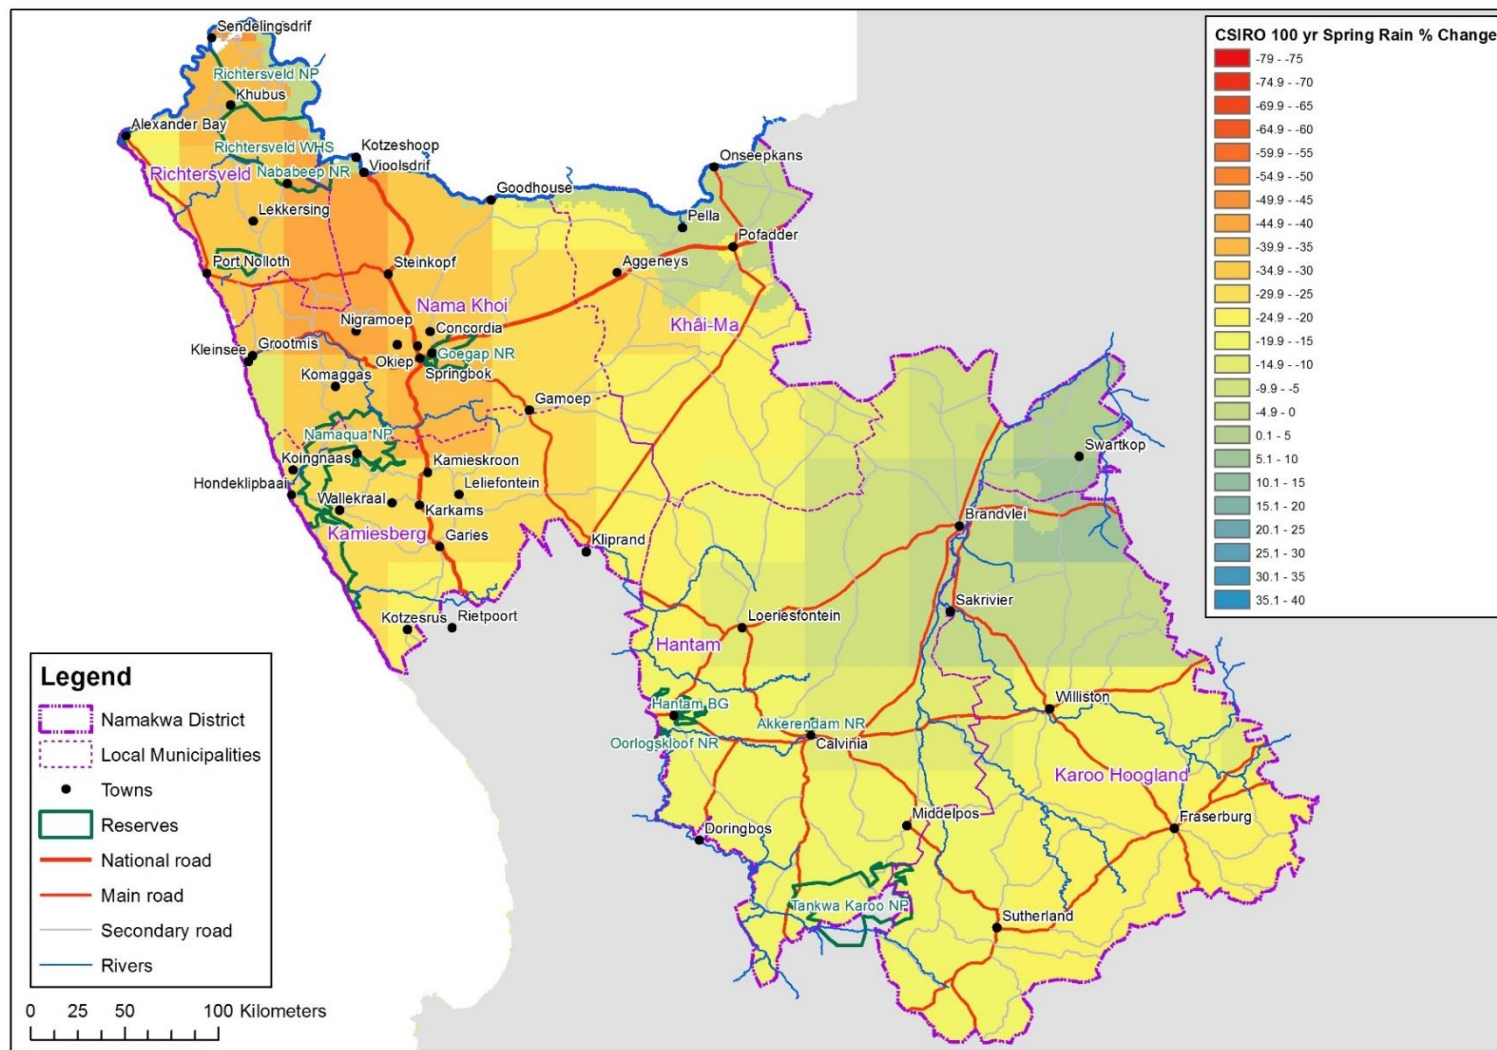 Sendelingsdrif
Richtersveld NP
Khubus
Alexander Bay
Richtersveld WHS
Kotzeshoop
Vioolsdrif
Richtersveld
Nababeep NR
Goodhouse
Onseepkans
Lekkersing
Pella
Pofadder
Port Nolloth
Steinkopf
Aggeneys
Nama Khoi
Nigramoep
Concordia
Khâi-Ma
Kleinsee
Grootmis
Okiep
Goegap NR
Springbok
Komaggas
Gamoep
Namaqua NP
Koingnaas
Kamieskroon
Swartkop
Hondeklipbaai
Wallekraal
Leliefontein
Karkams
Kamiesberg
Garies
Kliprand
Brandvlei
Kotzesrus
Rietpoort
Loeriesfontein
Sakrivier
Hantam
Hantam BG
Akkerendam NR
Williston
Oorlogskloof NR
Calvinia
Karoo Hoogland
Middelpos
Fraserburg
Doringbos
Tankwa Karoo NP
Sutherland
CSIRO 100 yr Spring Rain % Change
-79 - -75
-74.9 - -70
-69.9 - -65
-64.9 - -60
-59.9 - -55
-54.9 - -50
-49.9 - -45
-44.9 - -40
-39.9 - -35
-34.9 - -30
-29.9 - -25
-24.9 - -20
-19.9 - -15
-14.9 - -10
-9.9 - -5
-4.9 - 0
0.1 - 5
5.1 - 10
10.1 - 15
15.1 - 20
20.1 - 25
25.1 - 30
30.1 - 35
35.1 - 40
Legend
Namakwa District
Local Municipalities
Towns
Reserves
National road
Main road
Secondary road
Rivers
0 25 50 100 Kilometers